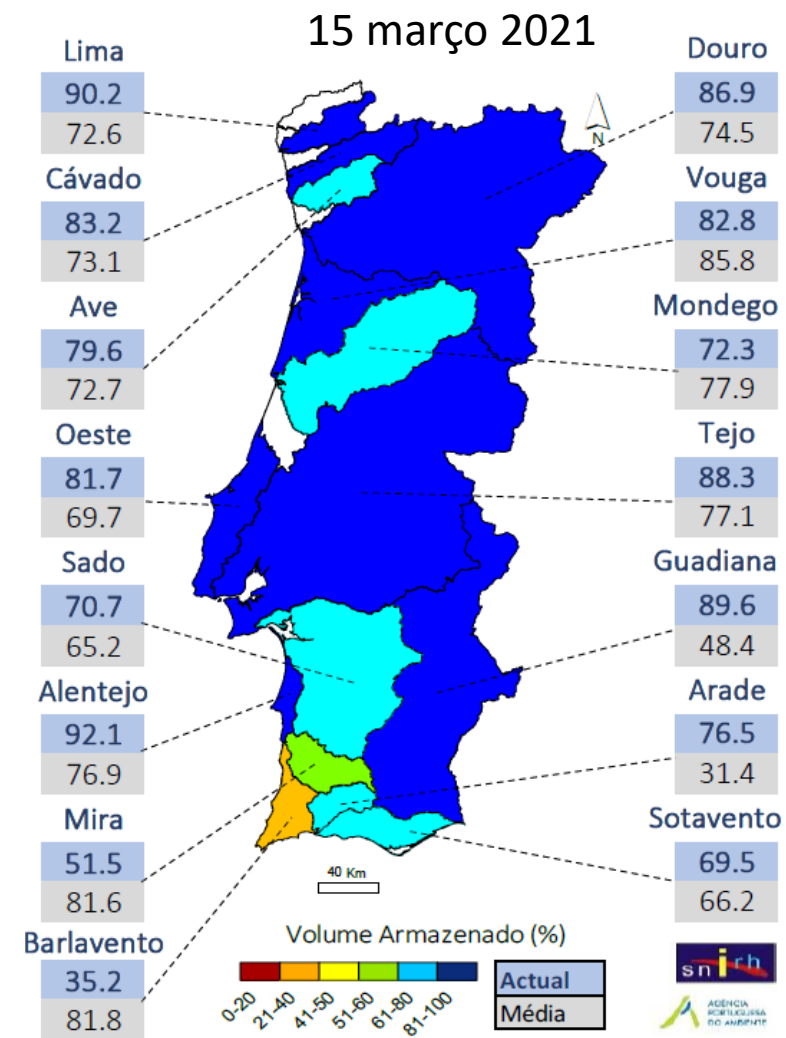 15 março 2021
Lima
90.2
72.6
Cávado
83.2
73.1
Ave
79.6
72.7
Oeste
81.7
69.7
Sado
70.7
65.2
Alentejo
92.1
76.9
Mira
51.5
81.6
Barlavento
35.2
81.8
Douro
86.9
74.5
Vouga
82.8
85.8
Mondego
72.3
77.9
Tejo
88.3
77.1
Guadiana
89.6
48.4
Arade
76.5
31.4
Sotavento
69.5
66.2
N
40 Km
Volume Armazenado (%)
0-20
21-40
41-50
51-60
61-80
81-100
Actual
Média
snirh
AGÊNCIA
PORTUGUESA
DO AMBIENTE